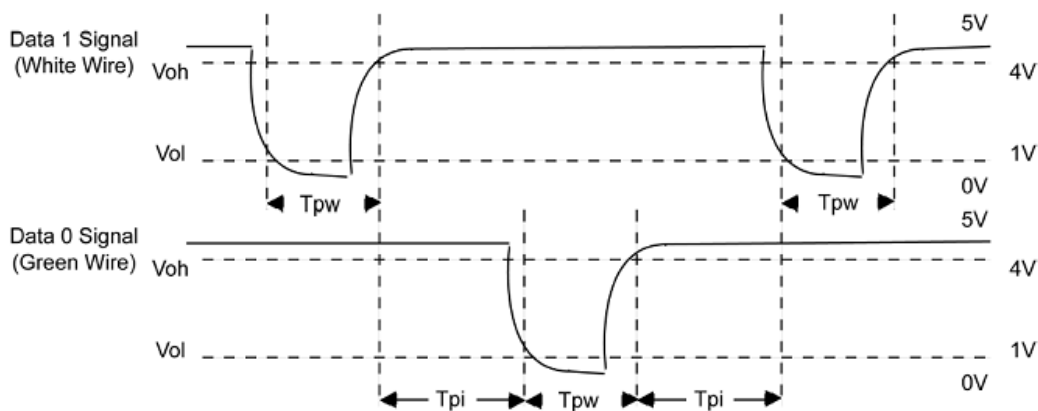 5V
Data 1 Signal
(White Wire)
Voh
4V
Vol
1V
0V
Tpw
Tpw
5V
Data 0 Signal
(Green Wire)
Voh
4V
Vol
1V
0V
Tpi
Tpw
Tpi